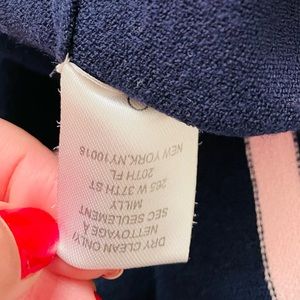 DRY CLEAN ONLY
NETTOYAGE À
SEC SEULEMENT
MILLY
265 W 37TH ST
20TH FL
NEW YORK, NY 10018